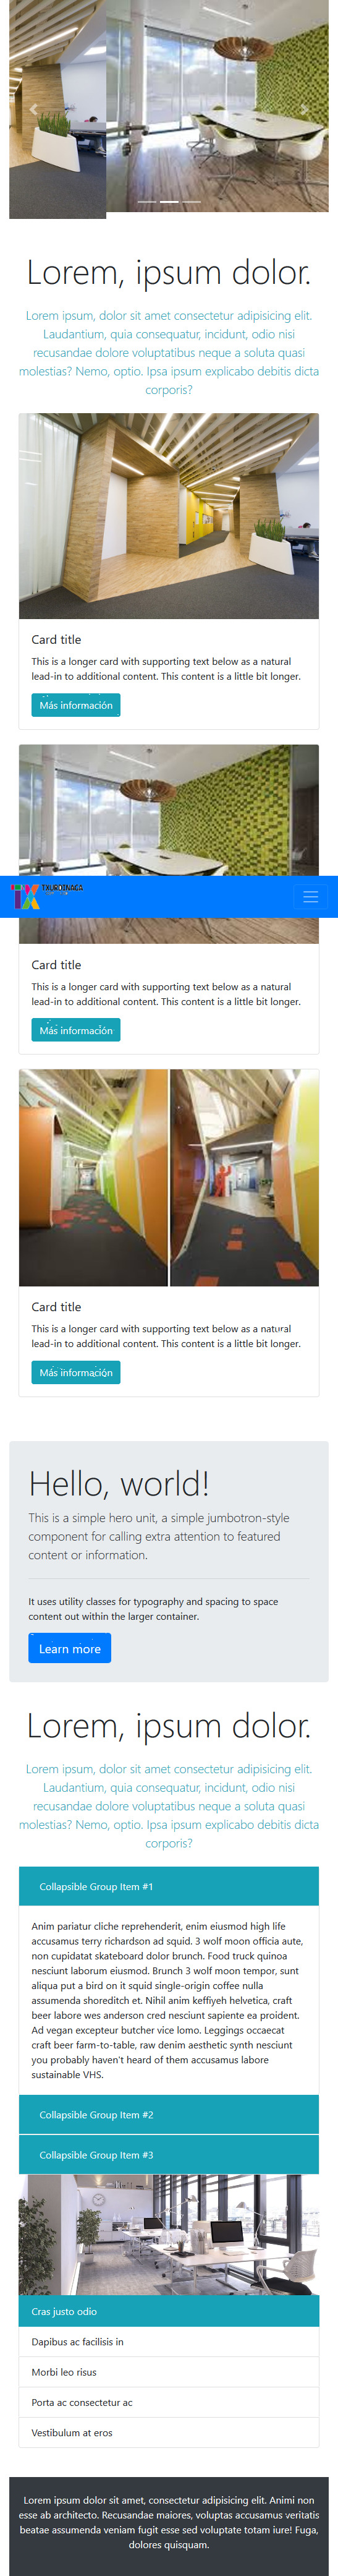 Lorem, ipsum dolor.
Lorem ipsum, dolor sit amet consectetur adipisicing elit.
Laudantium, quia consequatur, incidunt, odio nisi
recusandae dolore voluptatibus neque a soluta quasi
molestias? Nemo, optio. Ipsa ipsum explicabo debitis dicta
corporis?
Card title
This is a longer card with supporting text below as a natural
lead-in to additional content. This content is a little bit longer.
Más información
TXURDINAGA
Card title
This is a longer card with supporting text below as a natural
lead-in to additional content. This content is a little bit longer.
Más información
Card title
This is a longer card with supporting text below as a natural
lead-in to additional content. This content is a little bit longer.
Más información
Hello, world!
This is a simple hero unit, a simple jumbotron-style
component for calling extra attention to featured
content or information.
It uses utility classes for typography and spacing to space
content out within the larger container.
Learn more
Lorem, ipsum dolor.
Lorem ipsum, dolor sit amet consectetur adipisicing elit.
Laudantium, quia consequatur, incidunt, odio nisi
recusandae dolore voluptatibus neque a soluta quasi
molestias? Nemo, optio. Ipsa ipsum explicabo debitis dicta
corporis?
Collapsible Group Item #1
Anim pariatur cliche reprehenderit, enim eiusmod high life
accusamus terry richardson ad squid. 3 wolf moon officia aute,
non cupidatat skateboard dolor brunch. Food truck quinoa
nesciunt laborum eiusmod. Brunch 3 wolf moon tempor, sunt
aliqua put a bird on it squid single-origin coffee nulla
assumenda shoreditch et. Nihil anim keffiyeh helvetica, craft
beer labore wes anderson cred nesciunt sapiente ea proident.
Ad vegan excepteur butcher vice lomo. Leggings occaecat
craft beer farm-to-table, raw denim aesthetic synth nesciunt
you probably haven't heard of them accusamus labore
sustainable VHS.
Collapsible Group Item #2
Collapsible Group Item #3
Cras justo odio
Dapibus ac facilisis in
Morbi leo risus
Porta ac consectetur ac
Vestibulum at eros
Lorem ipsum dolor sit amet, consectetur adipisicing elit. Animi non
esse ab architecto. Recusandae maiores, voluptas accusamus veritatis
beatae assumenda veniam fugit esse sed voluptate totam iure! Fuga,
dolores quisquam.